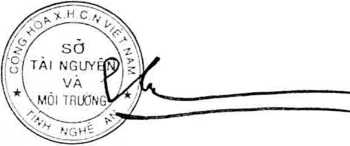 CỘNG HÒA X.H.C.N VIỆT NAM
SỞ
TÀI NGUYÊN
VÀ
MÔI TRƯỜNG
TỈNH NGHỆ AN